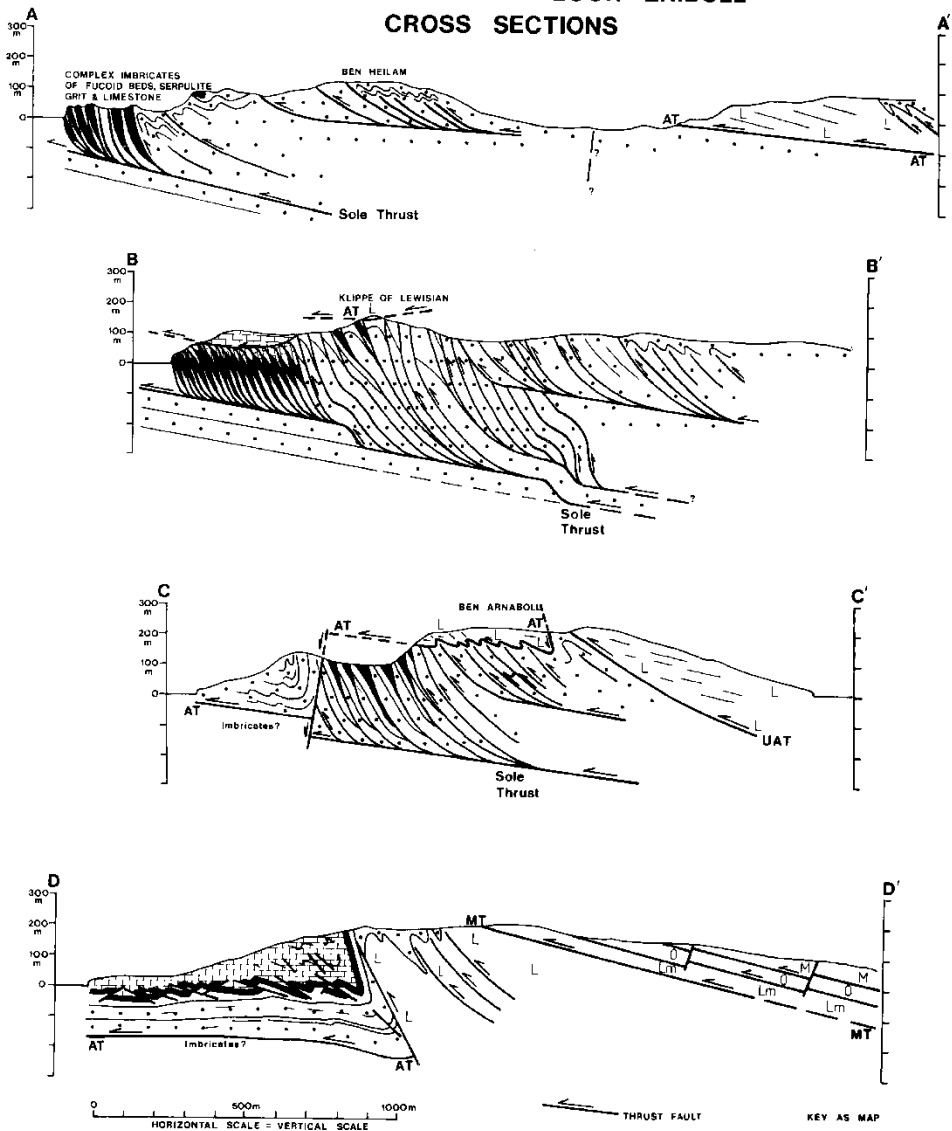 CROSS SECTIONS
A
A'
300
m
200
100
0
COMPLEX IMBRICATES
OF FUCOID BEDS, SERPULITE
GRIT & LIMESTONE
BEN HEILAM
L
L
L
AT
AT
?
?
Sole Thrust
B
B'
300
m
200
100
0
KLIPPE OF LEWISIAN
AT
L
?
Sole
Thrust
C
C'
300
m
200
100
0
BEN ARNABOLL
AT
L
L
L
AT
L
L
L
L
AT
Imbricates?
UAT
Sole
Thrust
D
D'
300
m
200
100
0
MT
L
L
L
L
L
Ö
M
M
Lm
Ö
Lm
Lm
MT
AT
Imbricates?
AT
0
500m
1000m
HORIZONTAL SCALE = VERTICAL SCALE
THRUST FAULT
KEY AS MAP